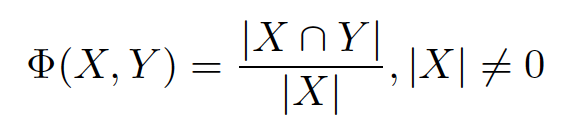 Φ(X, Y) = |X ∩ Y| / |X| , |X| ≠ 0